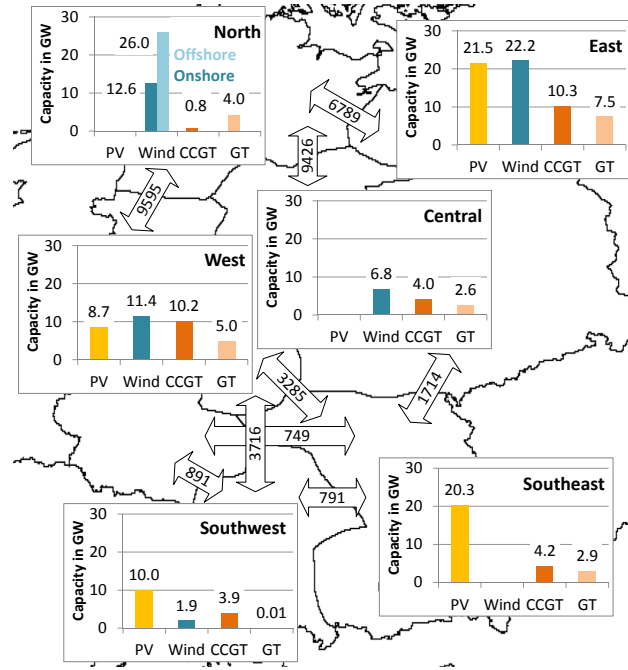 North
Capacity in GW
30
20
10
0
26.0
Offshore
Onshore
12.6
0.8
4.0
PV Wind CCGT GT
East
Capacity in GW
30
20
10
0
21.5
22.2
10.3
7.5
PV Wind CCGT GT
6789
9426
9595
Central
Capacity in GW
30
20
10
0
6.8
4.0
2.6
PV Wind CCGT GT
West
Capacity in GW
30
20
10
0
8.7
11.4
10.2
5.0
PV Wind CCGT GT
3285
1714
3716
749
891
791
Southwest
Capacity in GW
30
20
10
0
10.0
1.9
3.9
0.01
PV Wind CCGT GT
Southeast
Capacity in GW
30
20
10
0
20.3
4.2
2.9
PV Wind CCGT GT